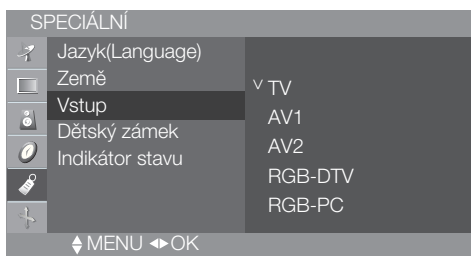 SPECIÁLNÍ
Jazyk(Language)
Země
Vstup
Dětský zámek
Indikátor stavu
TV
AV1
AV2
RGB-DTV
RGB-PC
MENU OK